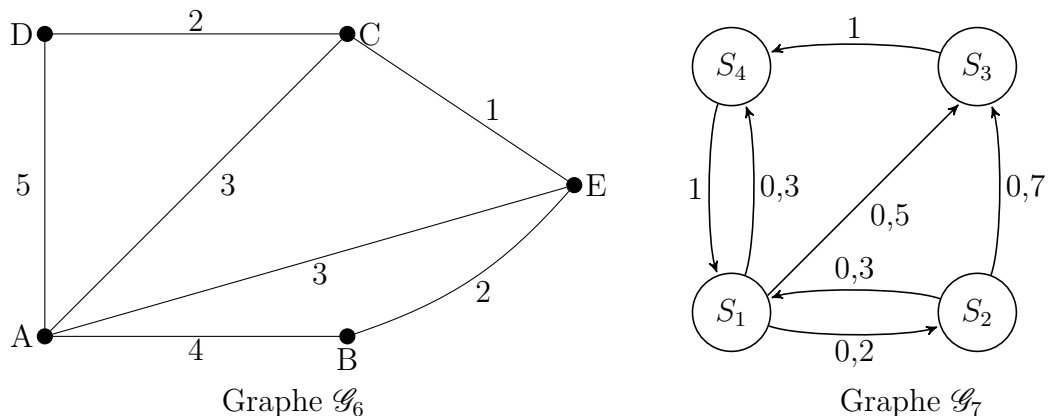 D
2
C
1
5
3
E
3
2
A
4
B
Graphe 𝒢₆
1
S₄
S₃
1
0,3
0,5
0,7
0,3
S₁
S₂
0,2
Graphe 𝒢₇